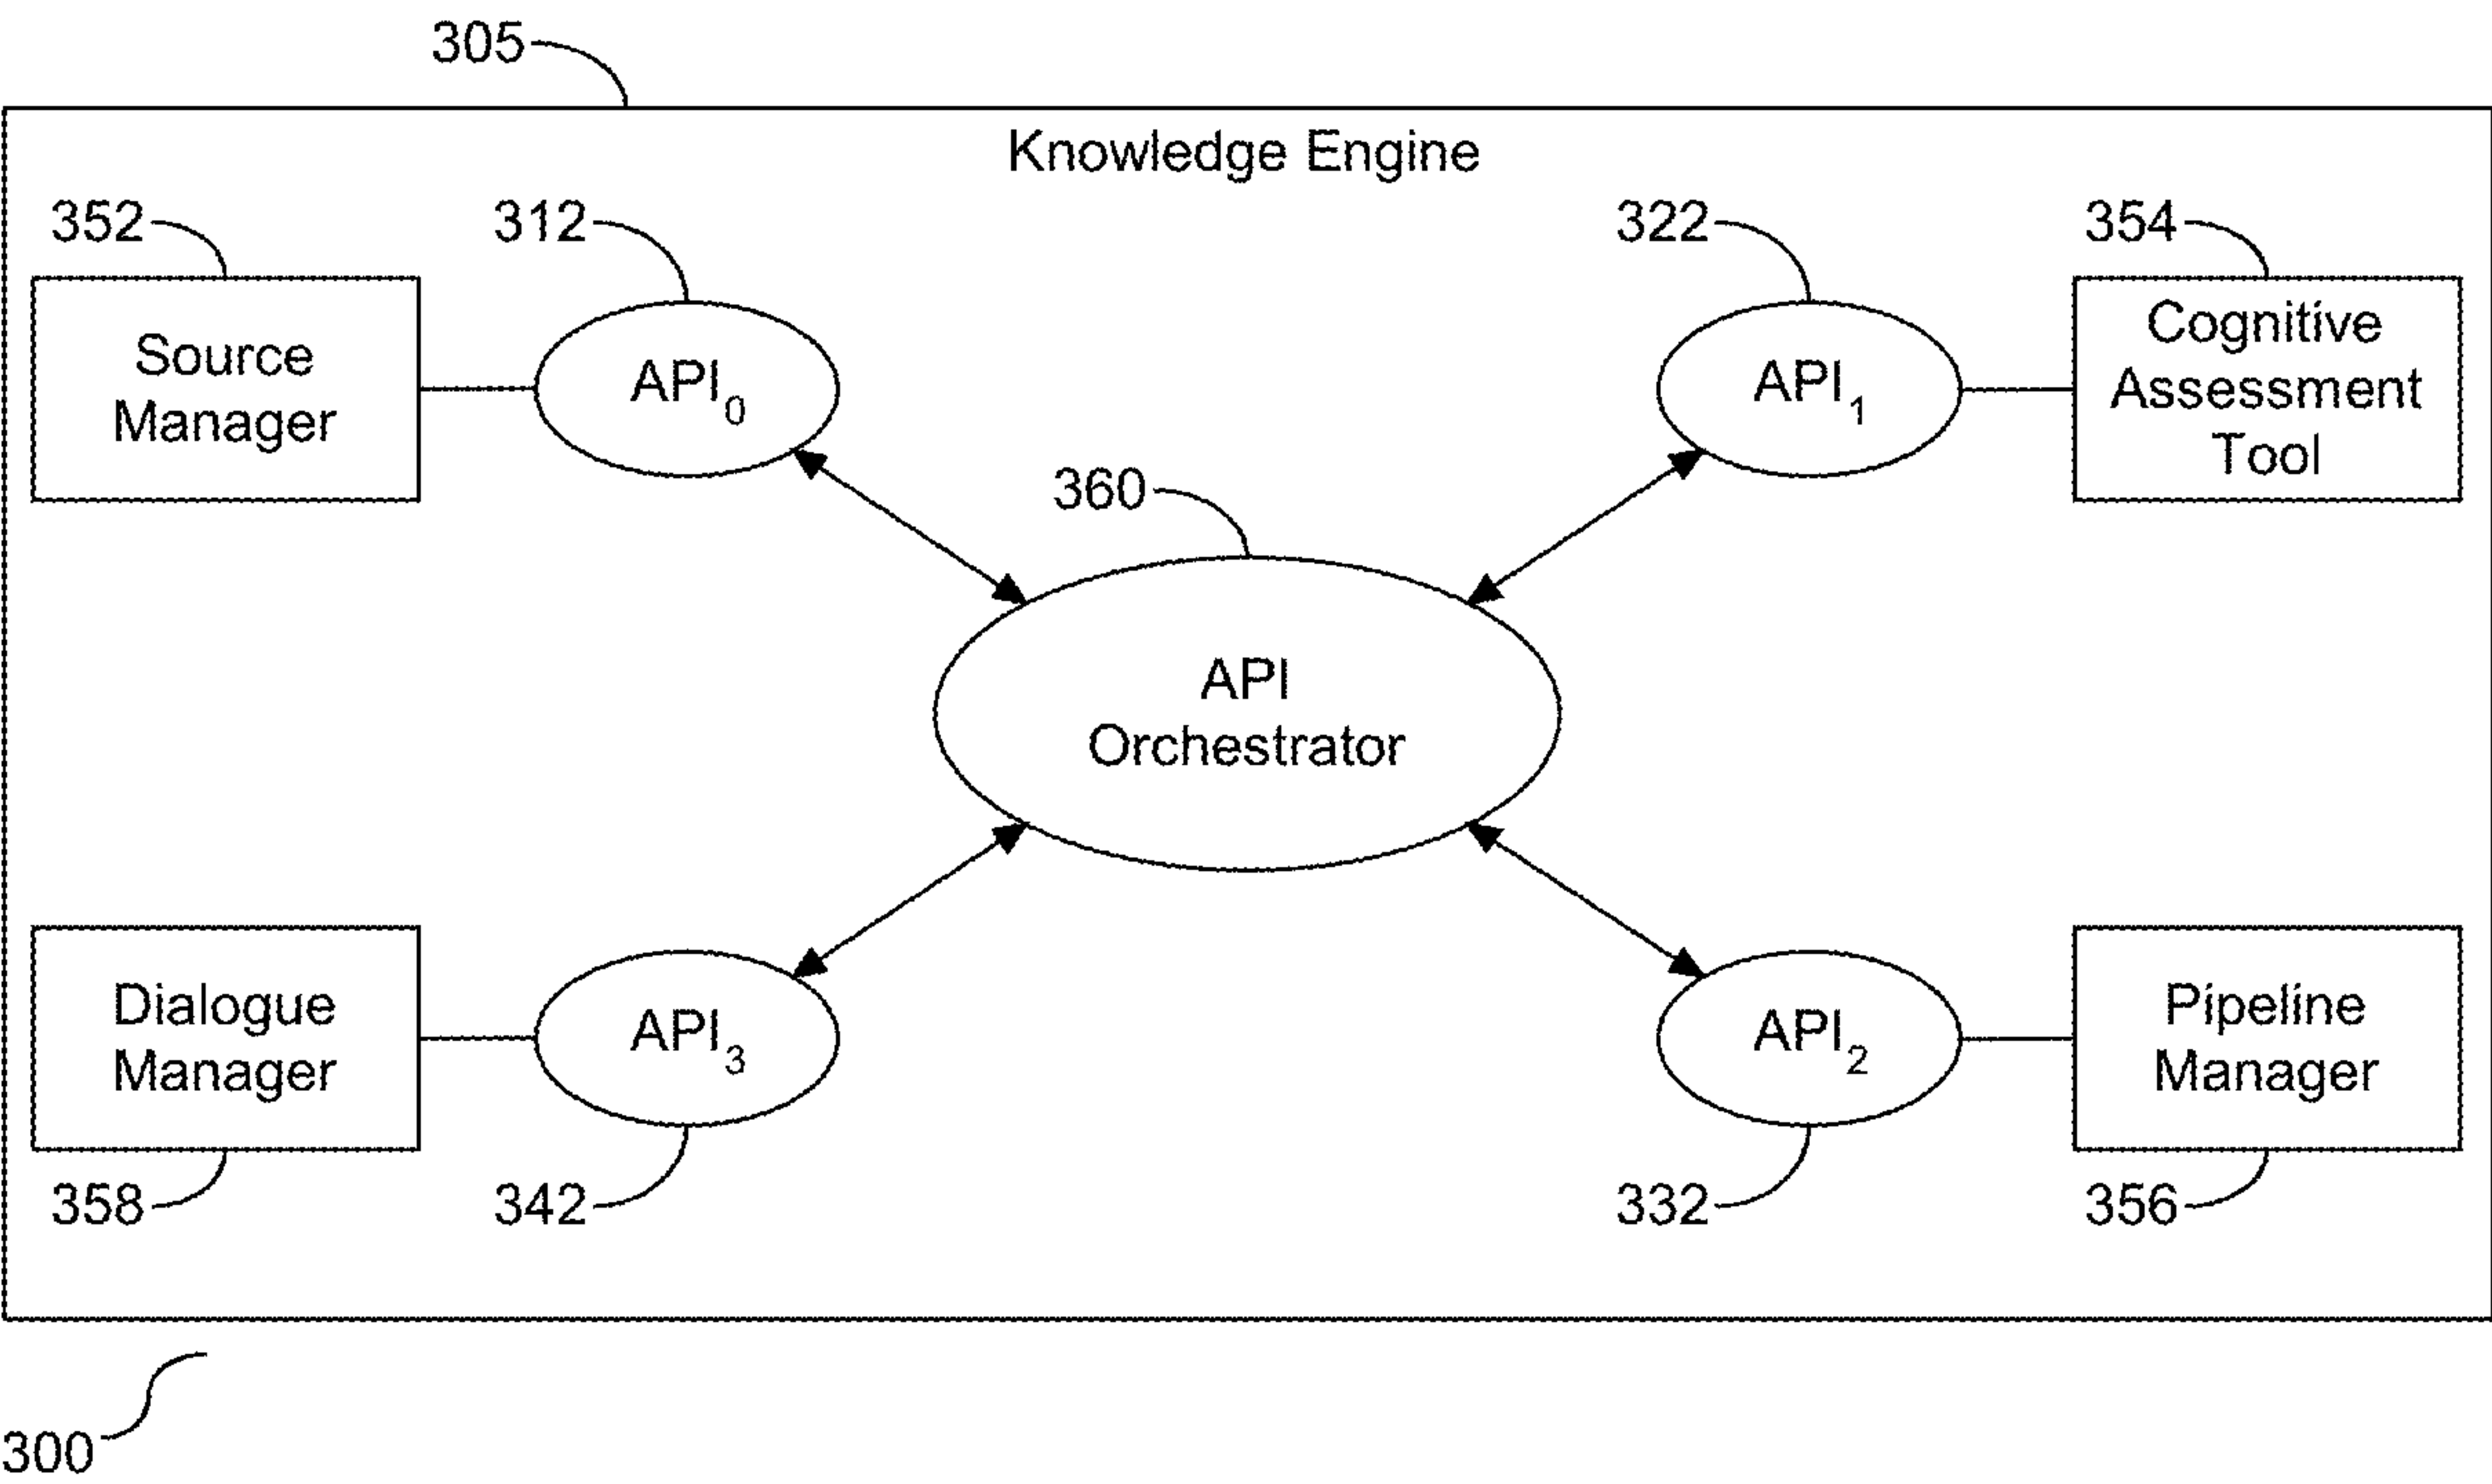 305
Knowledge Engine
352
312
322
354
Source
Manager
API0
API1
Cognitive
Assessment
Tool
360
API
Orchestrator
Dialogue
Manager
API3
API2
Pipeline
Manager
358
342
332
356
300